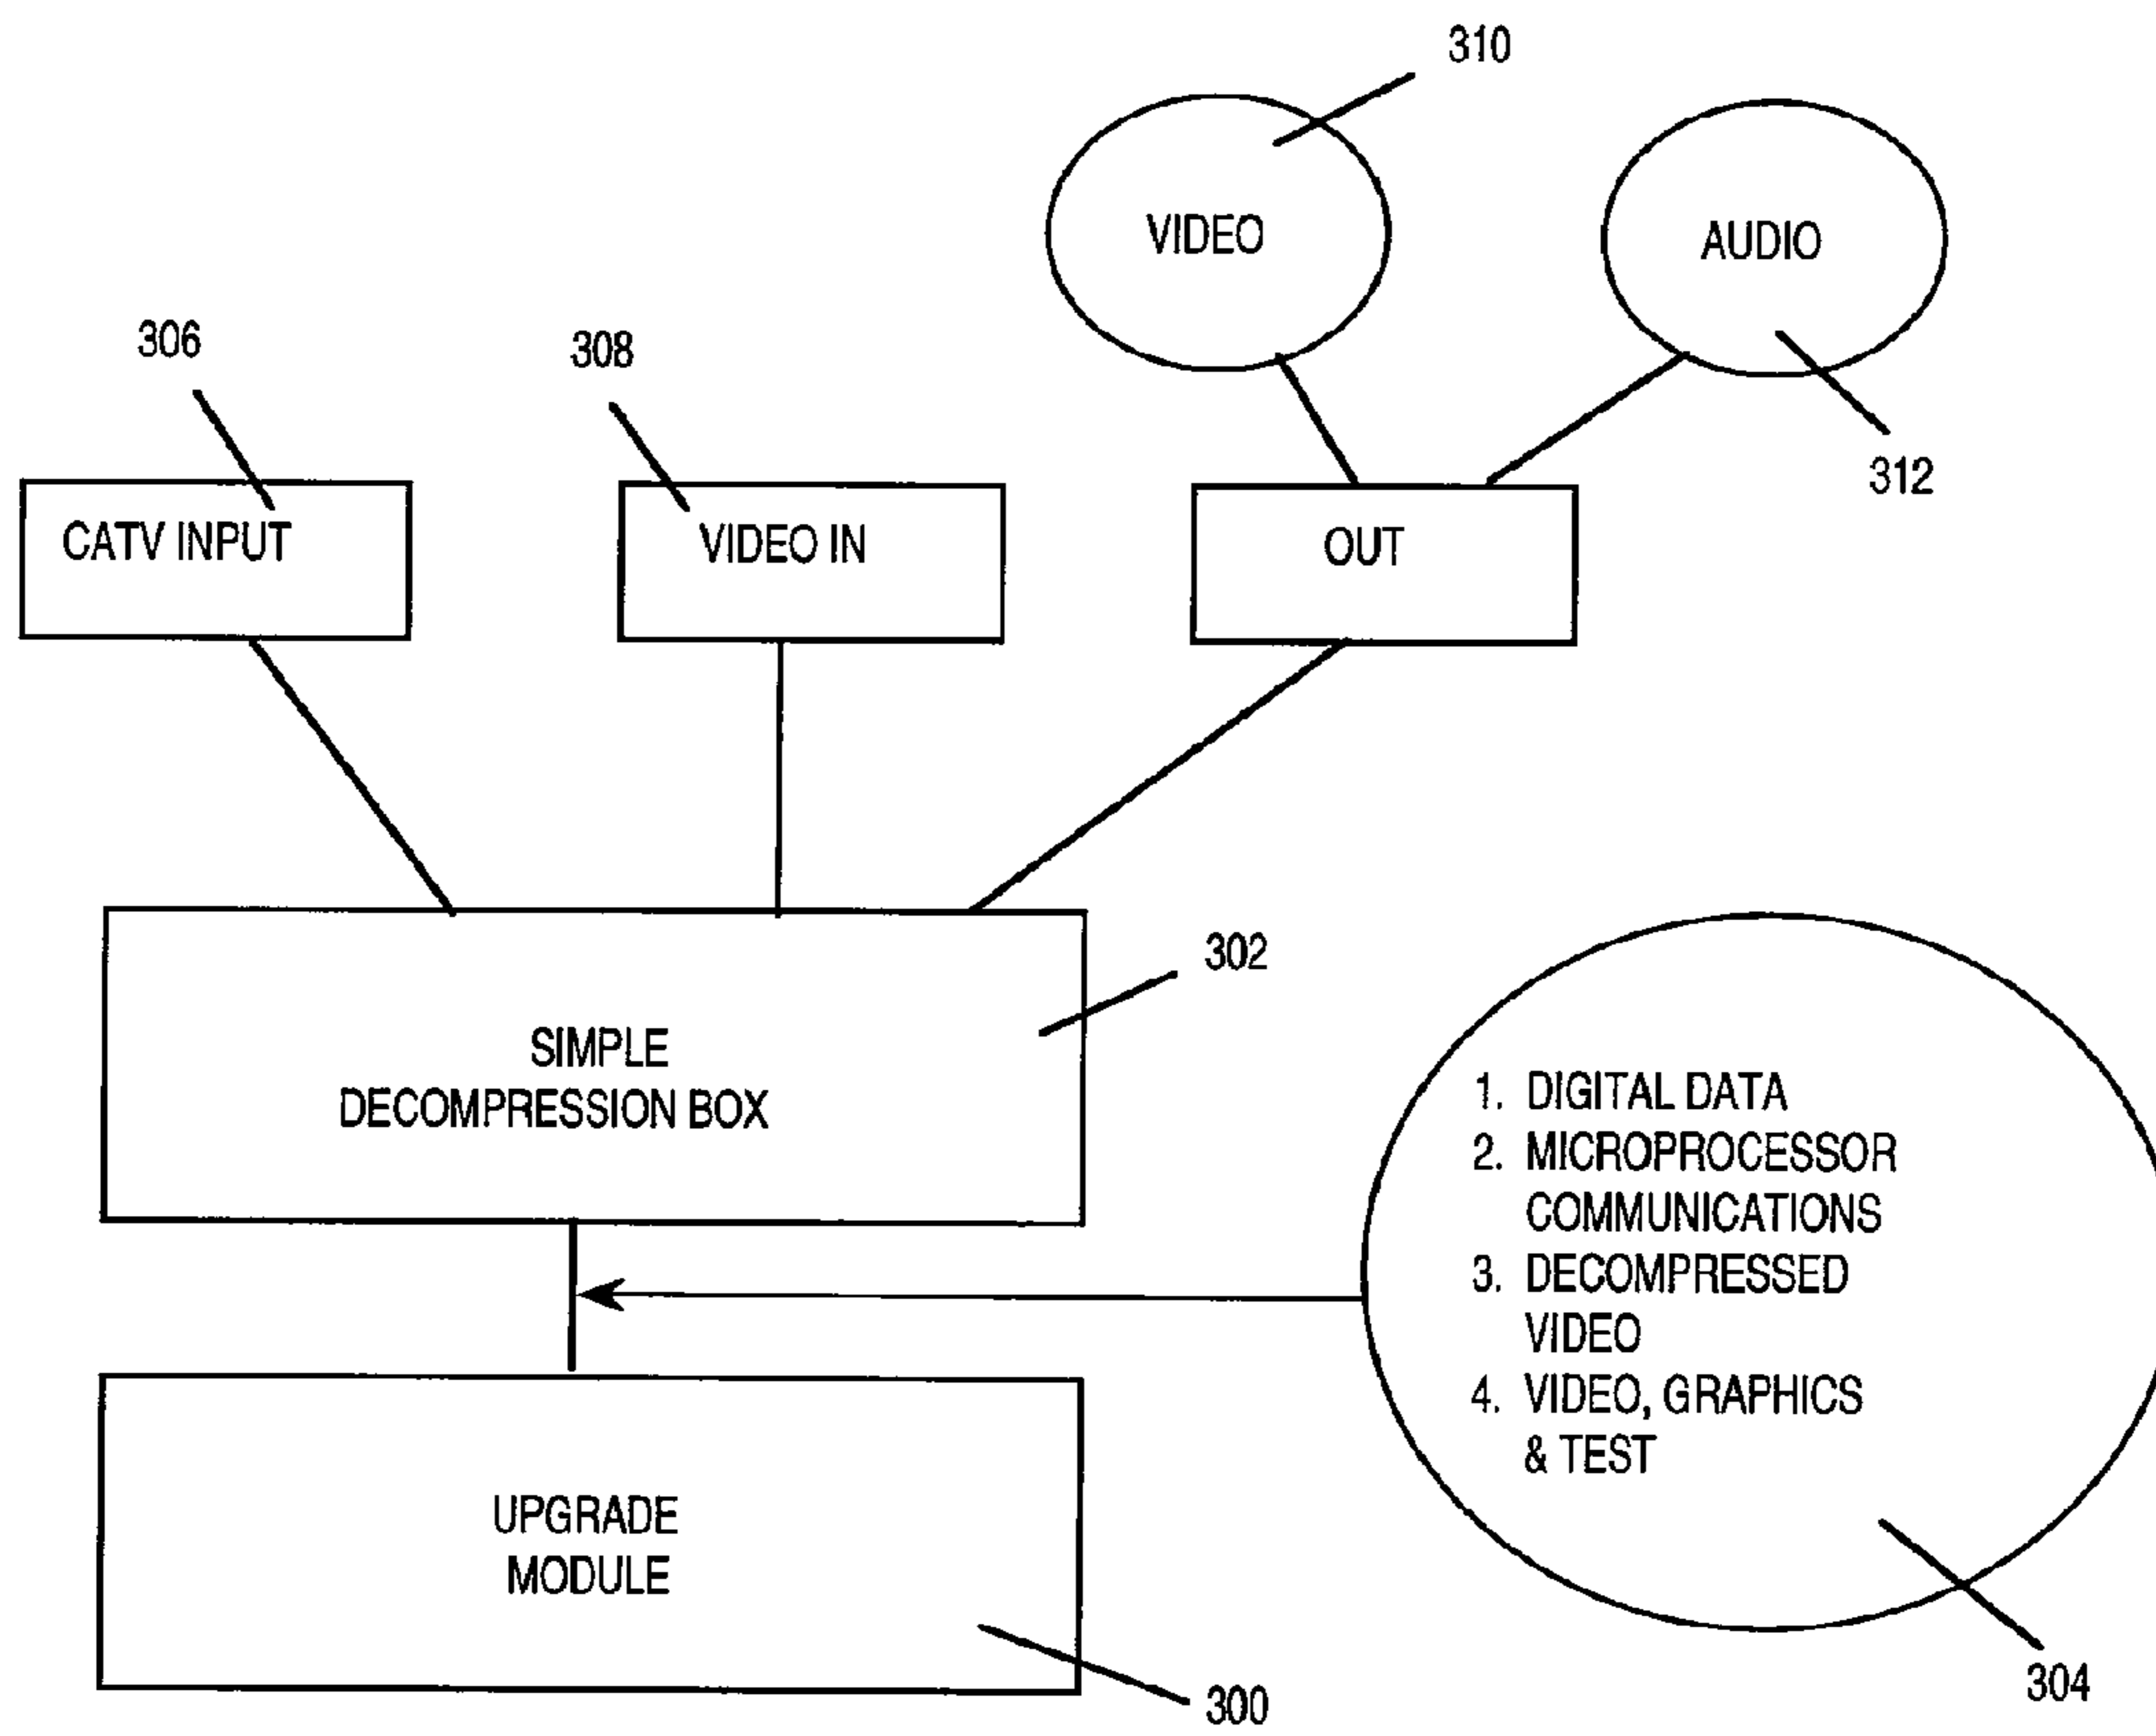 310
VIDEO
AUDIO
306
308
312
CATV INPUT
VIDEO IN
OUT
302
SIMPLE
DECOMPRESSION BOX
1. DIGITAL DATA
2. MICROPROCESSOR
COMMUNICATIONS
3. DECOMPRESSED
VIDEO
4. VIDEO, GRAPHICS
& TEST
UPGRADE
MODULE
300
304